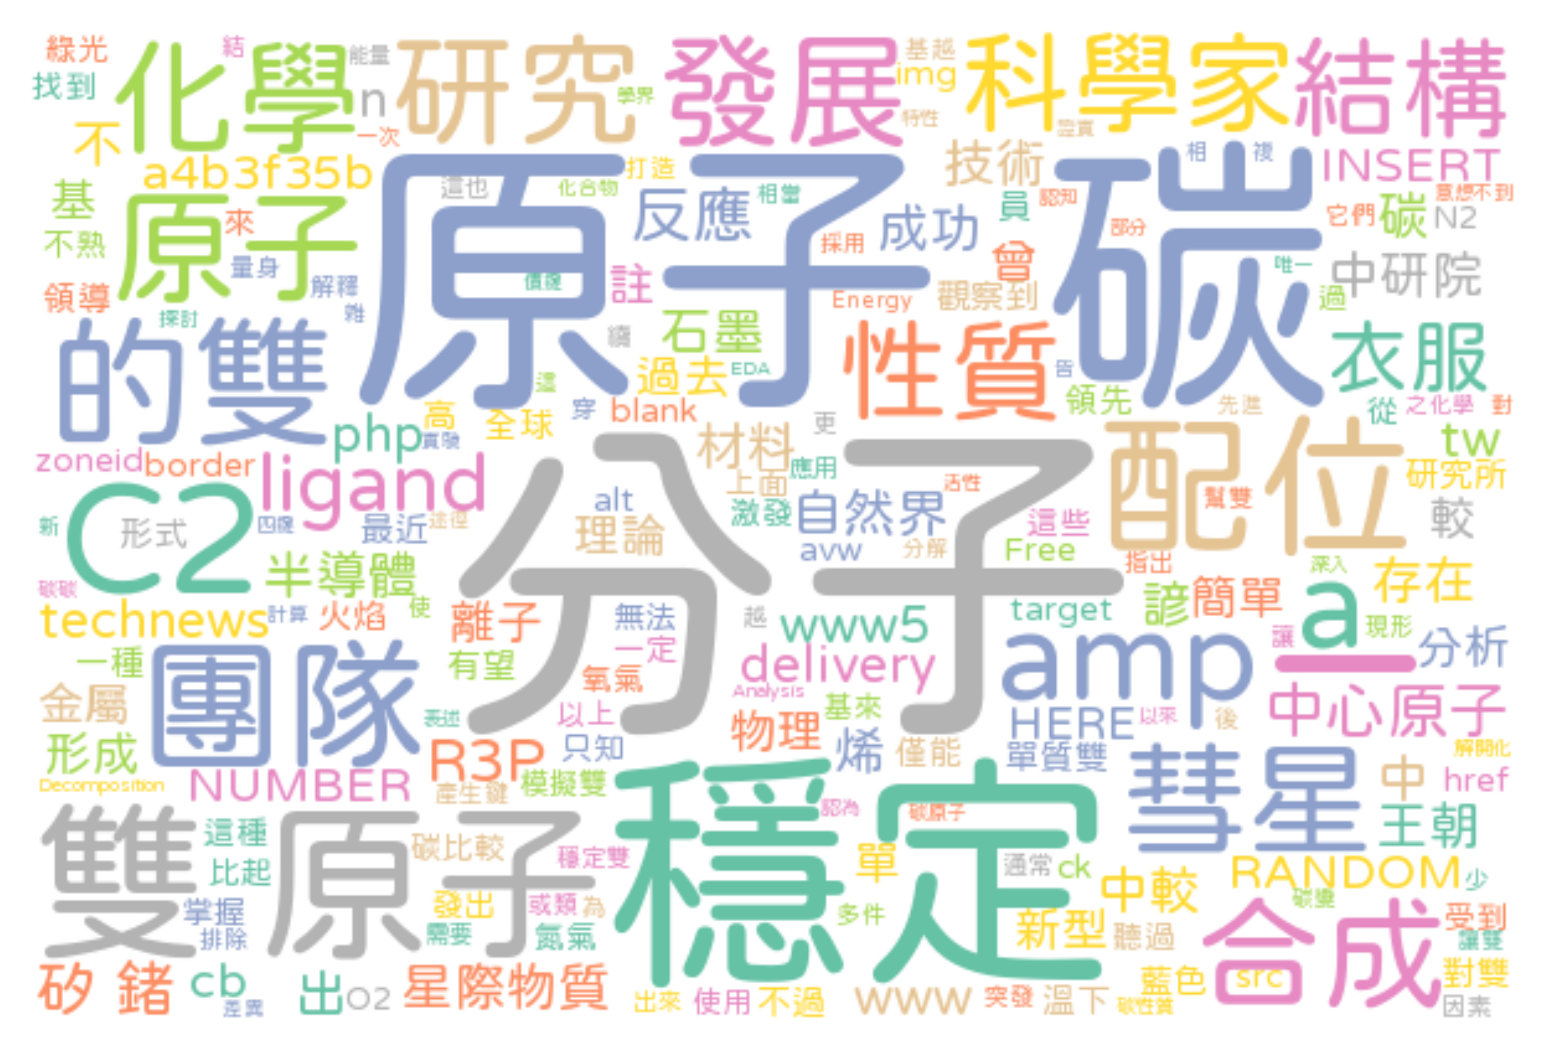 綠光
化學
結
能量
研究
學界
發展
基越
img
科學家
結構
找到
n
一次
特性
證實
不
a4b3f35b
這也
化合物
打造
相當
技術
相
複
INSERT
基
原子
來
原子碳
反應
採用
成功
員
認知
部分
它們
碳
N2
意想不到
不熟
量身
解釋
領導
探討
雜
價鍵
註
Energy
觀察到
曾
唯一
過
中研院
的雙
石墨
過去
EDA
性質
皆
領先
衣服
先進
從
之化學
對
php
實驗
高
全球
穿
blank
材料
更
配位
tw
zoneid
border
ligand
上面
應用
活性
幫雙
研究所
C2
形式
新
四鍵
最近
途徑
alt
理論
激發
自然界
avw
分解
這些
Free
指出
較
分子
碳碳
半導體
technews
計算
火焰
使
離子
無法
越
www5
target
諺
簡單
深入
a
存在
現形
讓
一種
團隊
有望
一定
氧氣
delivery
Analysis
amp
一
分析
金屬
形成
表述
以上
基來
物理
HERE
以來
後
中心原子
Decomposition
NUMBER
R3P
只知
產生鍵
模擬雙
烯
僅能
單質雙
彗星
中
解開化
href
雙原子
這種
比起
碳比較
穩定雙
穩定
認為
碳原子
單
通常
ck
王朝
中較
RANDOM
少
碳雙
掌握
排除
發出
或類
為
需要
氮氣
多件
新型
聽過
合成
受到
讓雙
矽
鍺
cb
差異
出
O2
星際物質
出來
使用
不過
www
突發
溫下
藍色
碳性質
src
對雙
因素